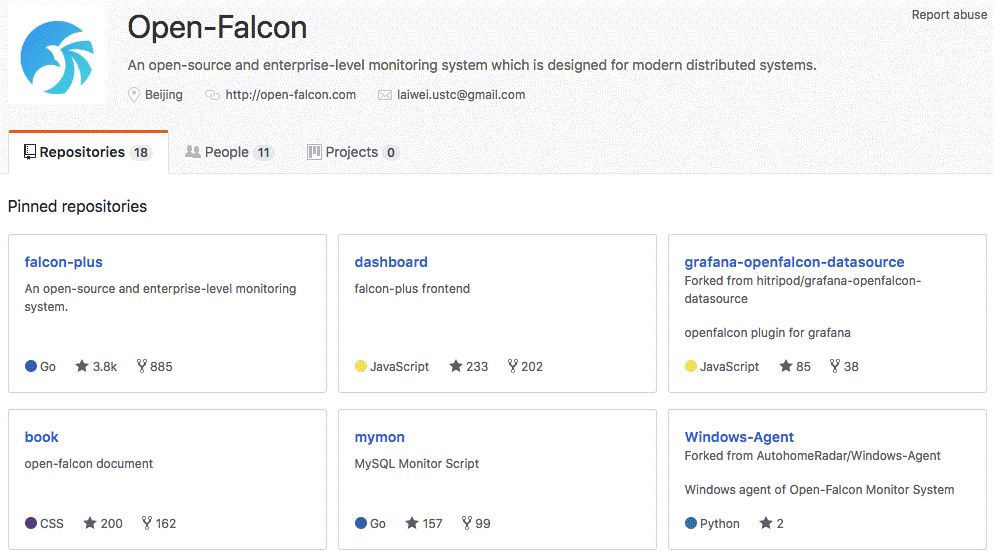 Open-Falcon
Report abuse
An open-source and enterprise-level monitoring system which is designed for modern distributed systems.
Beijing http://open-falcon.com laiwei.ustc@gmail.com
Repositories 18 People 11 Projects 0
Pinned repositories
falcon-plus
An open-source and enterprise-level monitoring
system.
Go 3.8k 885
dashboard
falcon-plus frontend
JavaScript 233 202
grafana-openfalcon-datasource
Forked from hitripod/grafana-openfalcon-
datasource
openfalcon plugin for grafana
JavaScript 85 38
book
open-falcon document
CSS 200 162
mymon
MySQL Monitor Script
Go 157 99
Windows-Agent
Forked from AutohomeRadar/Windows-Agent
Windows agent of Open-Falcon Monitor System
Python 2